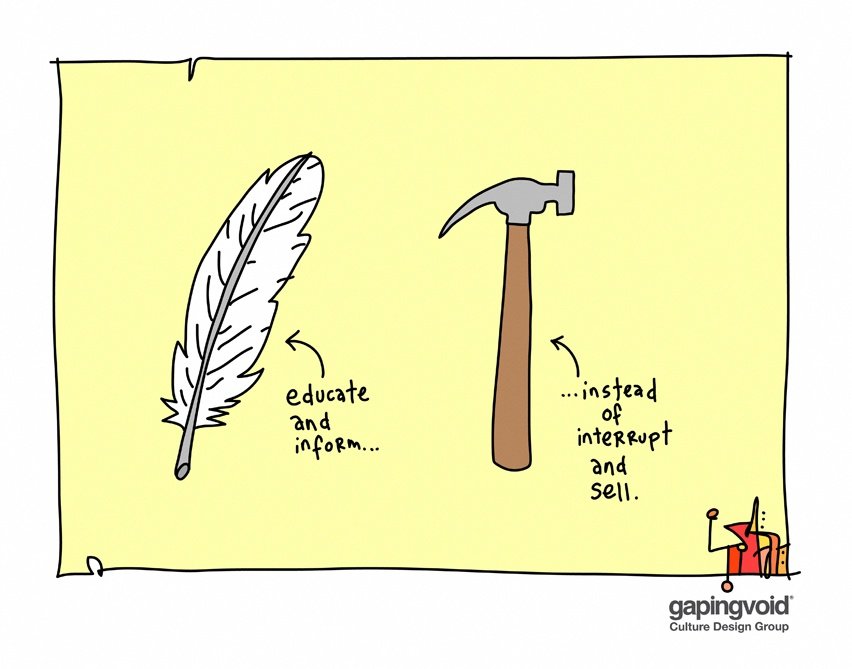 educate
and
inform...
...instead
of
interrupt
and
sell.
gapingvoid®
Culture Design Group